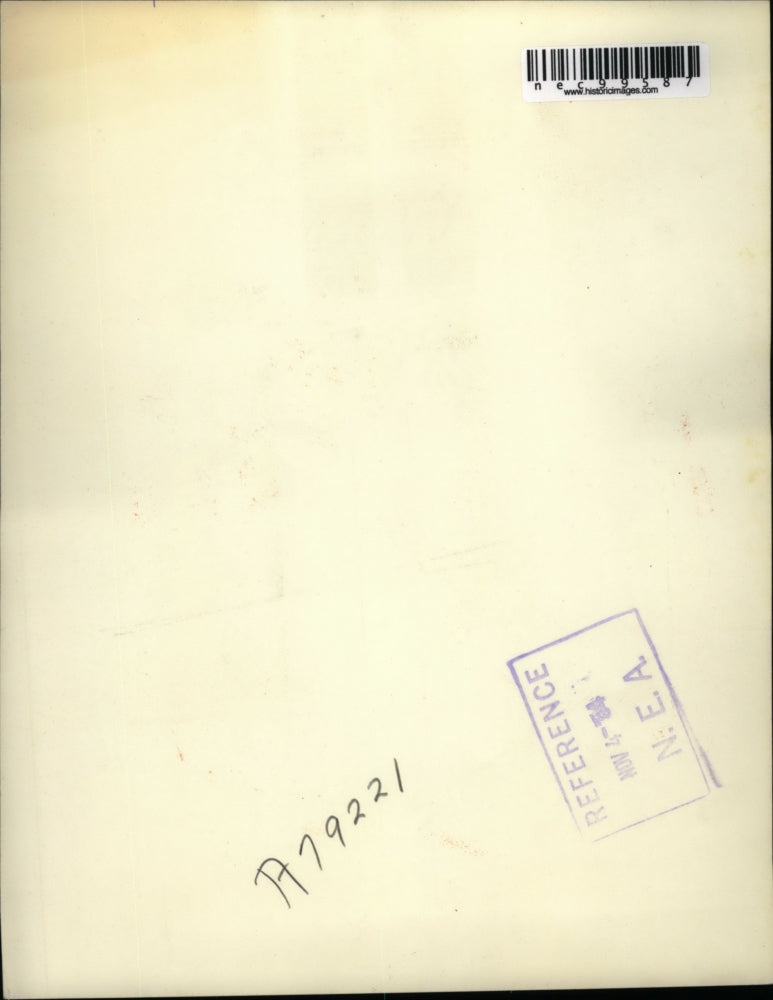 nec99587
www.historicimages.com
REFERENCE
NOV 4-
N.E.A.
A79221